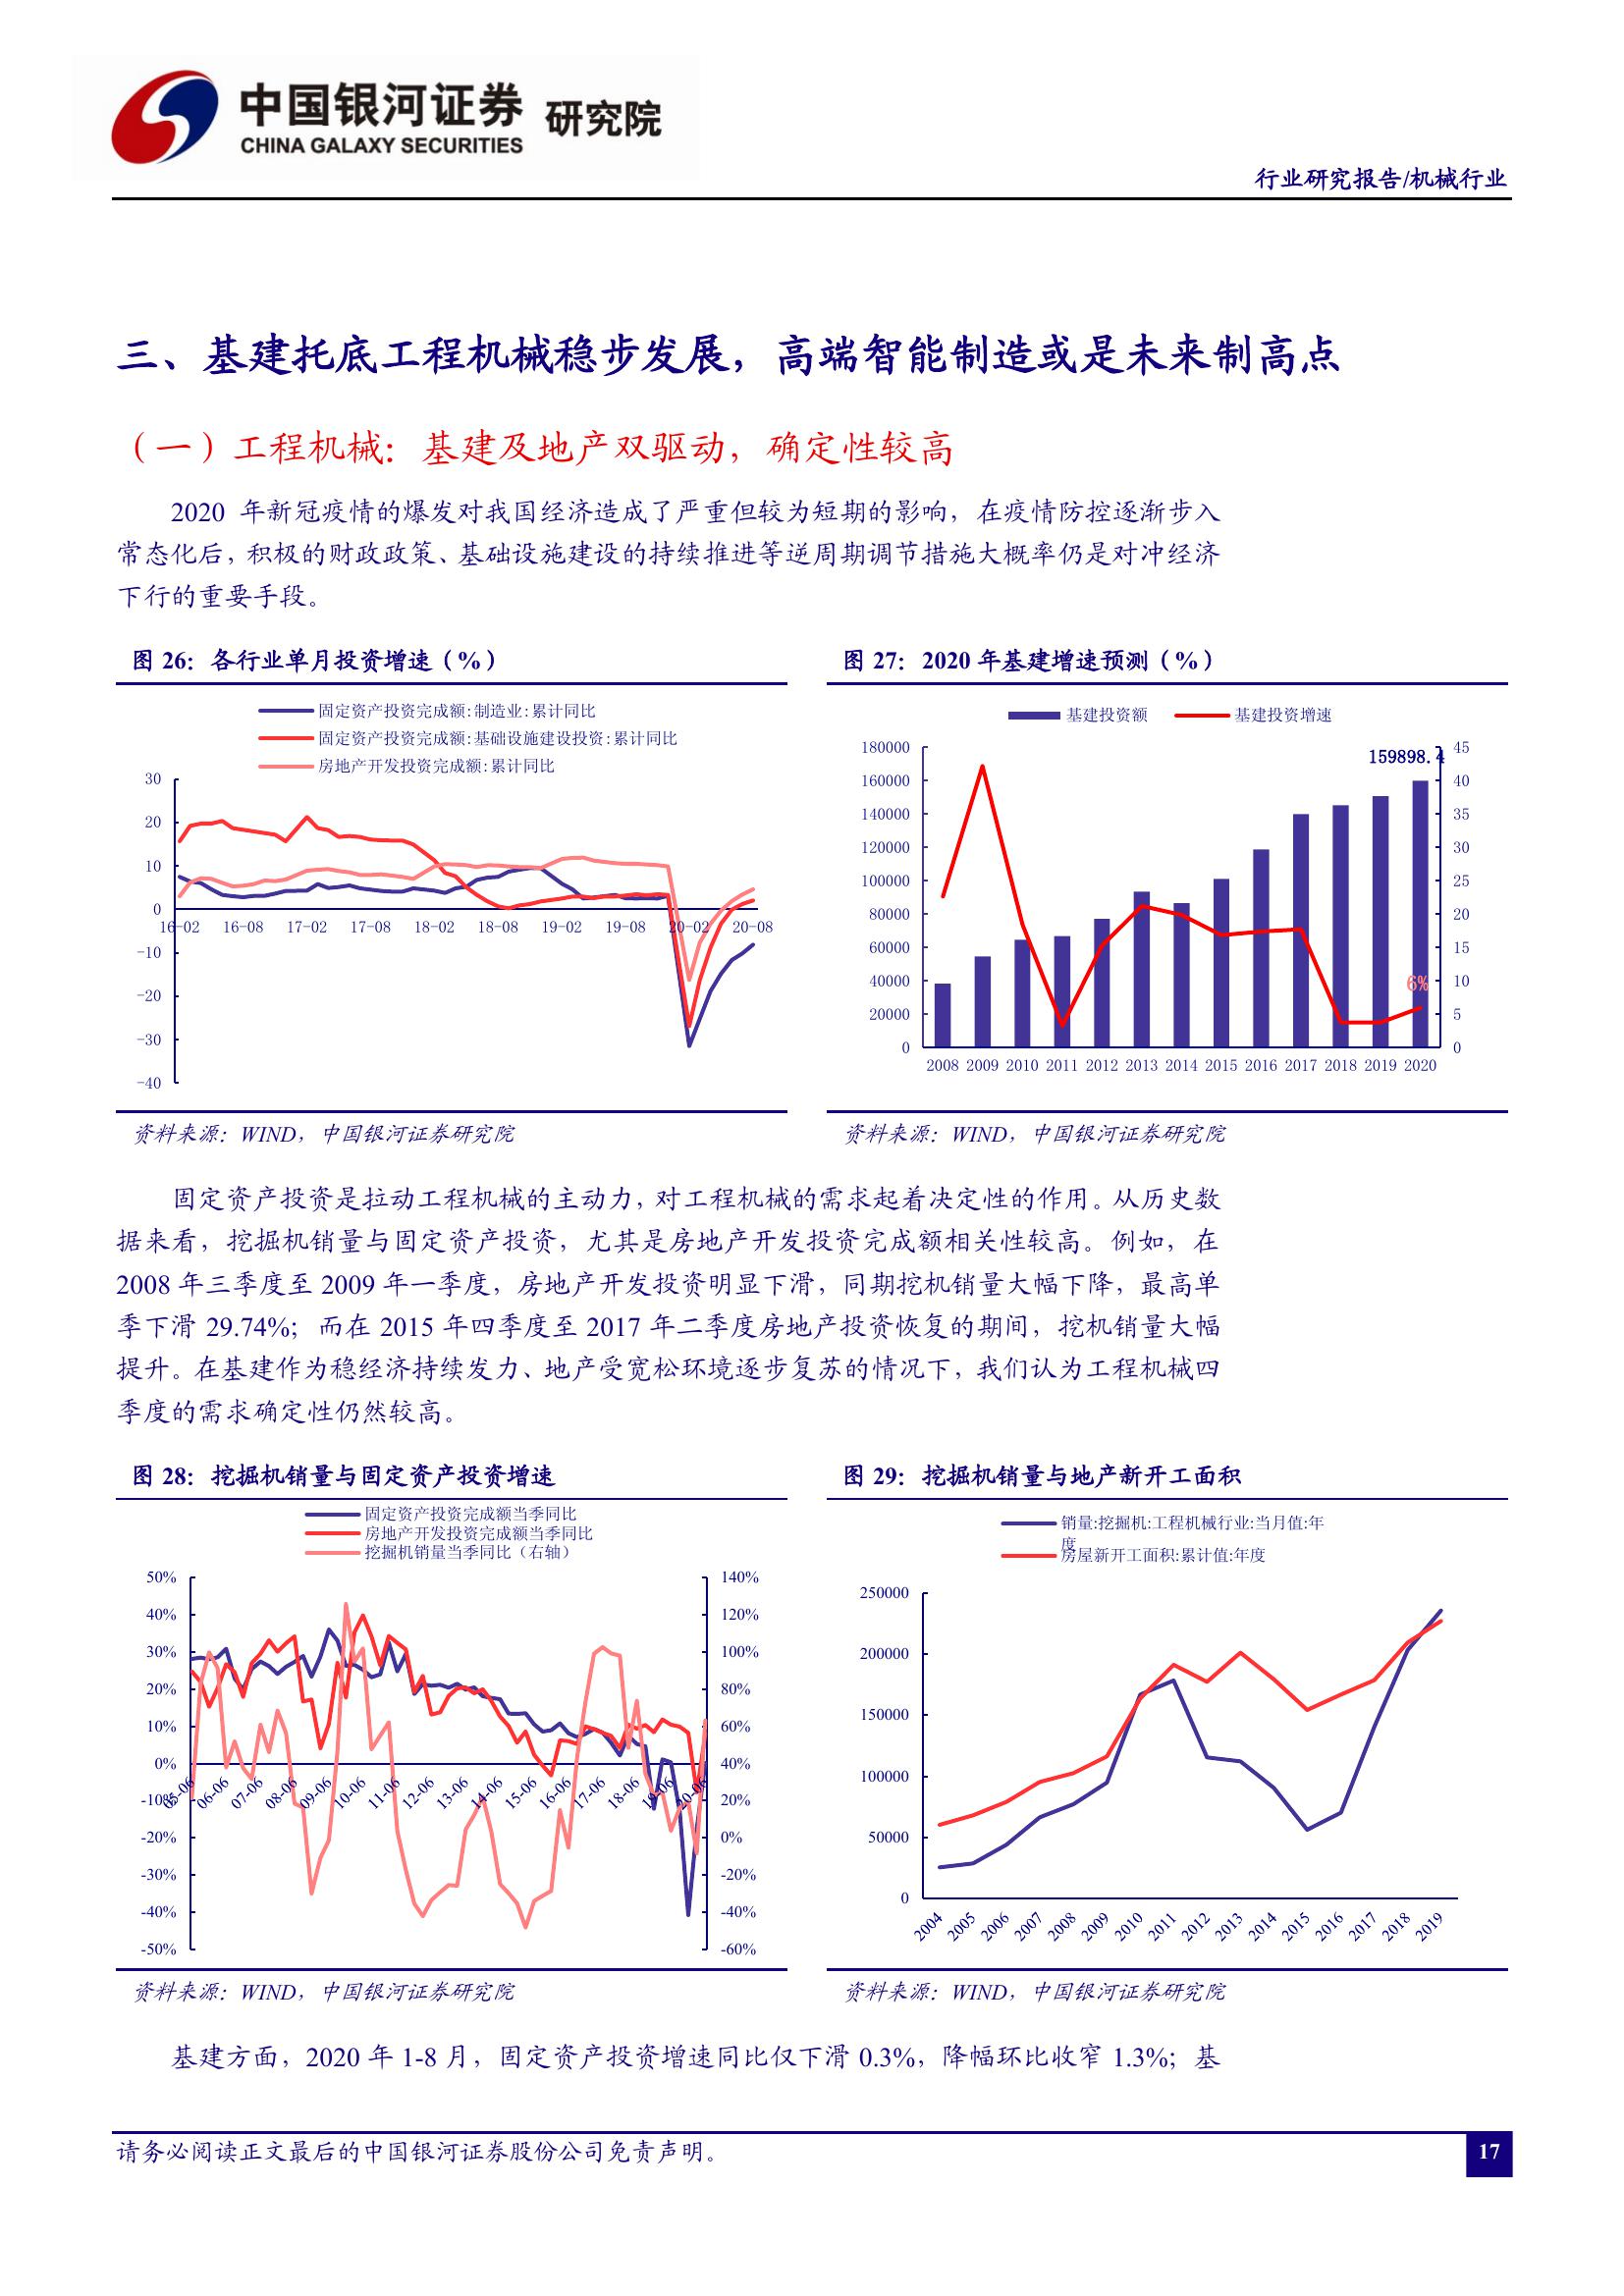 中国银河证券 研究院
CHINA GALAXY SECURITIES
行业研究报告/机械行业
三、基建托底工程机械稳步发展，高端智能制造或是未来制高点
（一）工程机械：基建及地产双驱动，确定性较高
2020 年新冠疫情的爆发对我国经济造成了严重但较为短期的影响，在疫情防控逐渐步入
常态化后，积极的财政政策、基础设施建设的持续推进等逆周期调节措施大概率仍是对冲经济
下行的重要手段。
图 26：各行业单月投资增速（%）
固定资产投资完成额:制造业:累计同比
固定资产投资完成额:基础设施建设投资:累计同比
房地产开发投资完成额:累计同比
30
20
10
0
-10
-20
-30
-40
16-02 16-08 17-02 17-08 18-02 18-08 19-02 19-08 20-02 20-08
资料来源：WIND，中国银河证券研究院
图 27：2020 年基建增速预测（%）
基建投资额 基建投资增速
180000
160000
140000
120000
100000
80000
60000
40000
20000
0
159898.4
6%
45
40
35
30
25
20
15
10
5
0
2008 2009 2010 2011 2012 2013 2014 2015 2016 2017 2018 2019 2020
资料来源：WIND，中国银河证券研究院
固定资产投资是拉动工程机械的主动力，对工程机械的需求起着决定性的作用。从历史数
据来看，挖掘机销量与固定资产投资，尤其是房地产开发投资完成额相关性较高。例如，在
2008 年三季度至 2009 年一季度，房地产开发投资明显下滑，同期挖机销量大幅下降，最高单
季下滑 29.74%；而在 2015 年四季度至 2017 年二季度房地产投资恢复的期间，挖机销量大幅
提升。在基建作为稳经济持续发力、地产受宽松环境逐步复苏的情况下，我们认为工程机械四
季度的需求确定性仍然较高。
图 28：挖掘机销量与固定资产投资增速
固定资产投资完成额当季同比
房地产开发投资完成额当季同比
挖掘机销量当季同比（右轴）
50%
40%
30%
20%
10%
0%
-10%
-20%
-30%
-40%
-50%
140%
120%
100%
80%
60%
40%
20%
0%
-20%
-40%
-60%
05-06 06-06 07-06 08-06 09-06 10-06 11-06 12-06 13-06 14-06 15-06 16-06 17-06 18-06 19-06 20-06
资料来源：WIND，中国银河证券研究院
图 29：挖掘机销量与地产新开工面积
销量:挖掘机:工程机械行业:当月值:年
度
房屋新开工面积:累计值:年度
250000
200000
150000
100000
50000
0
2004 2005 2006 2007 2008 2009 2010 2011 2012 2013 2014 2015 2016 2017 2018 2019
资料来源：WIND，中国银河证券研究院
基建方面，2020 年 1-8 月，固定资产投资增速同比仅下滑 0.3%，降幅环比收窄 1.3%；基
请务必阅读正文最后的中国银河证券股份公司免责声明。
17